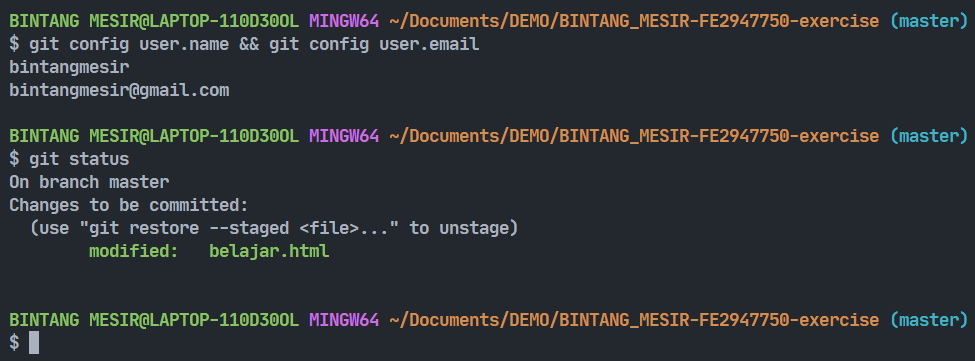 BINTANG MESIR@LAPTOP-110D30OL MINGW64 ~/Documents/DEMO/BINTANG_MESIR-FE2947750-exercise (master)
$ git config user.name && git config user.email
bintangmesir
bintangmesir@gmail.com
BINTANG MESIR@LAPTOP-110D30OL MINGW64 ~/Documents/DEMO/BINTANG_MESIR-FE2947750-exercise (master)
$ git status
On branch master
Changes to be committed:
  (use "git restore --staged <file>..." to unstage)
        modified:   belajar.html
BINTANG MESIR@LAPTOP-110D30OL MINGW64 ~/Documents/DEMO/BINTANG_MESIR-FE2947750-exercise (master)
$